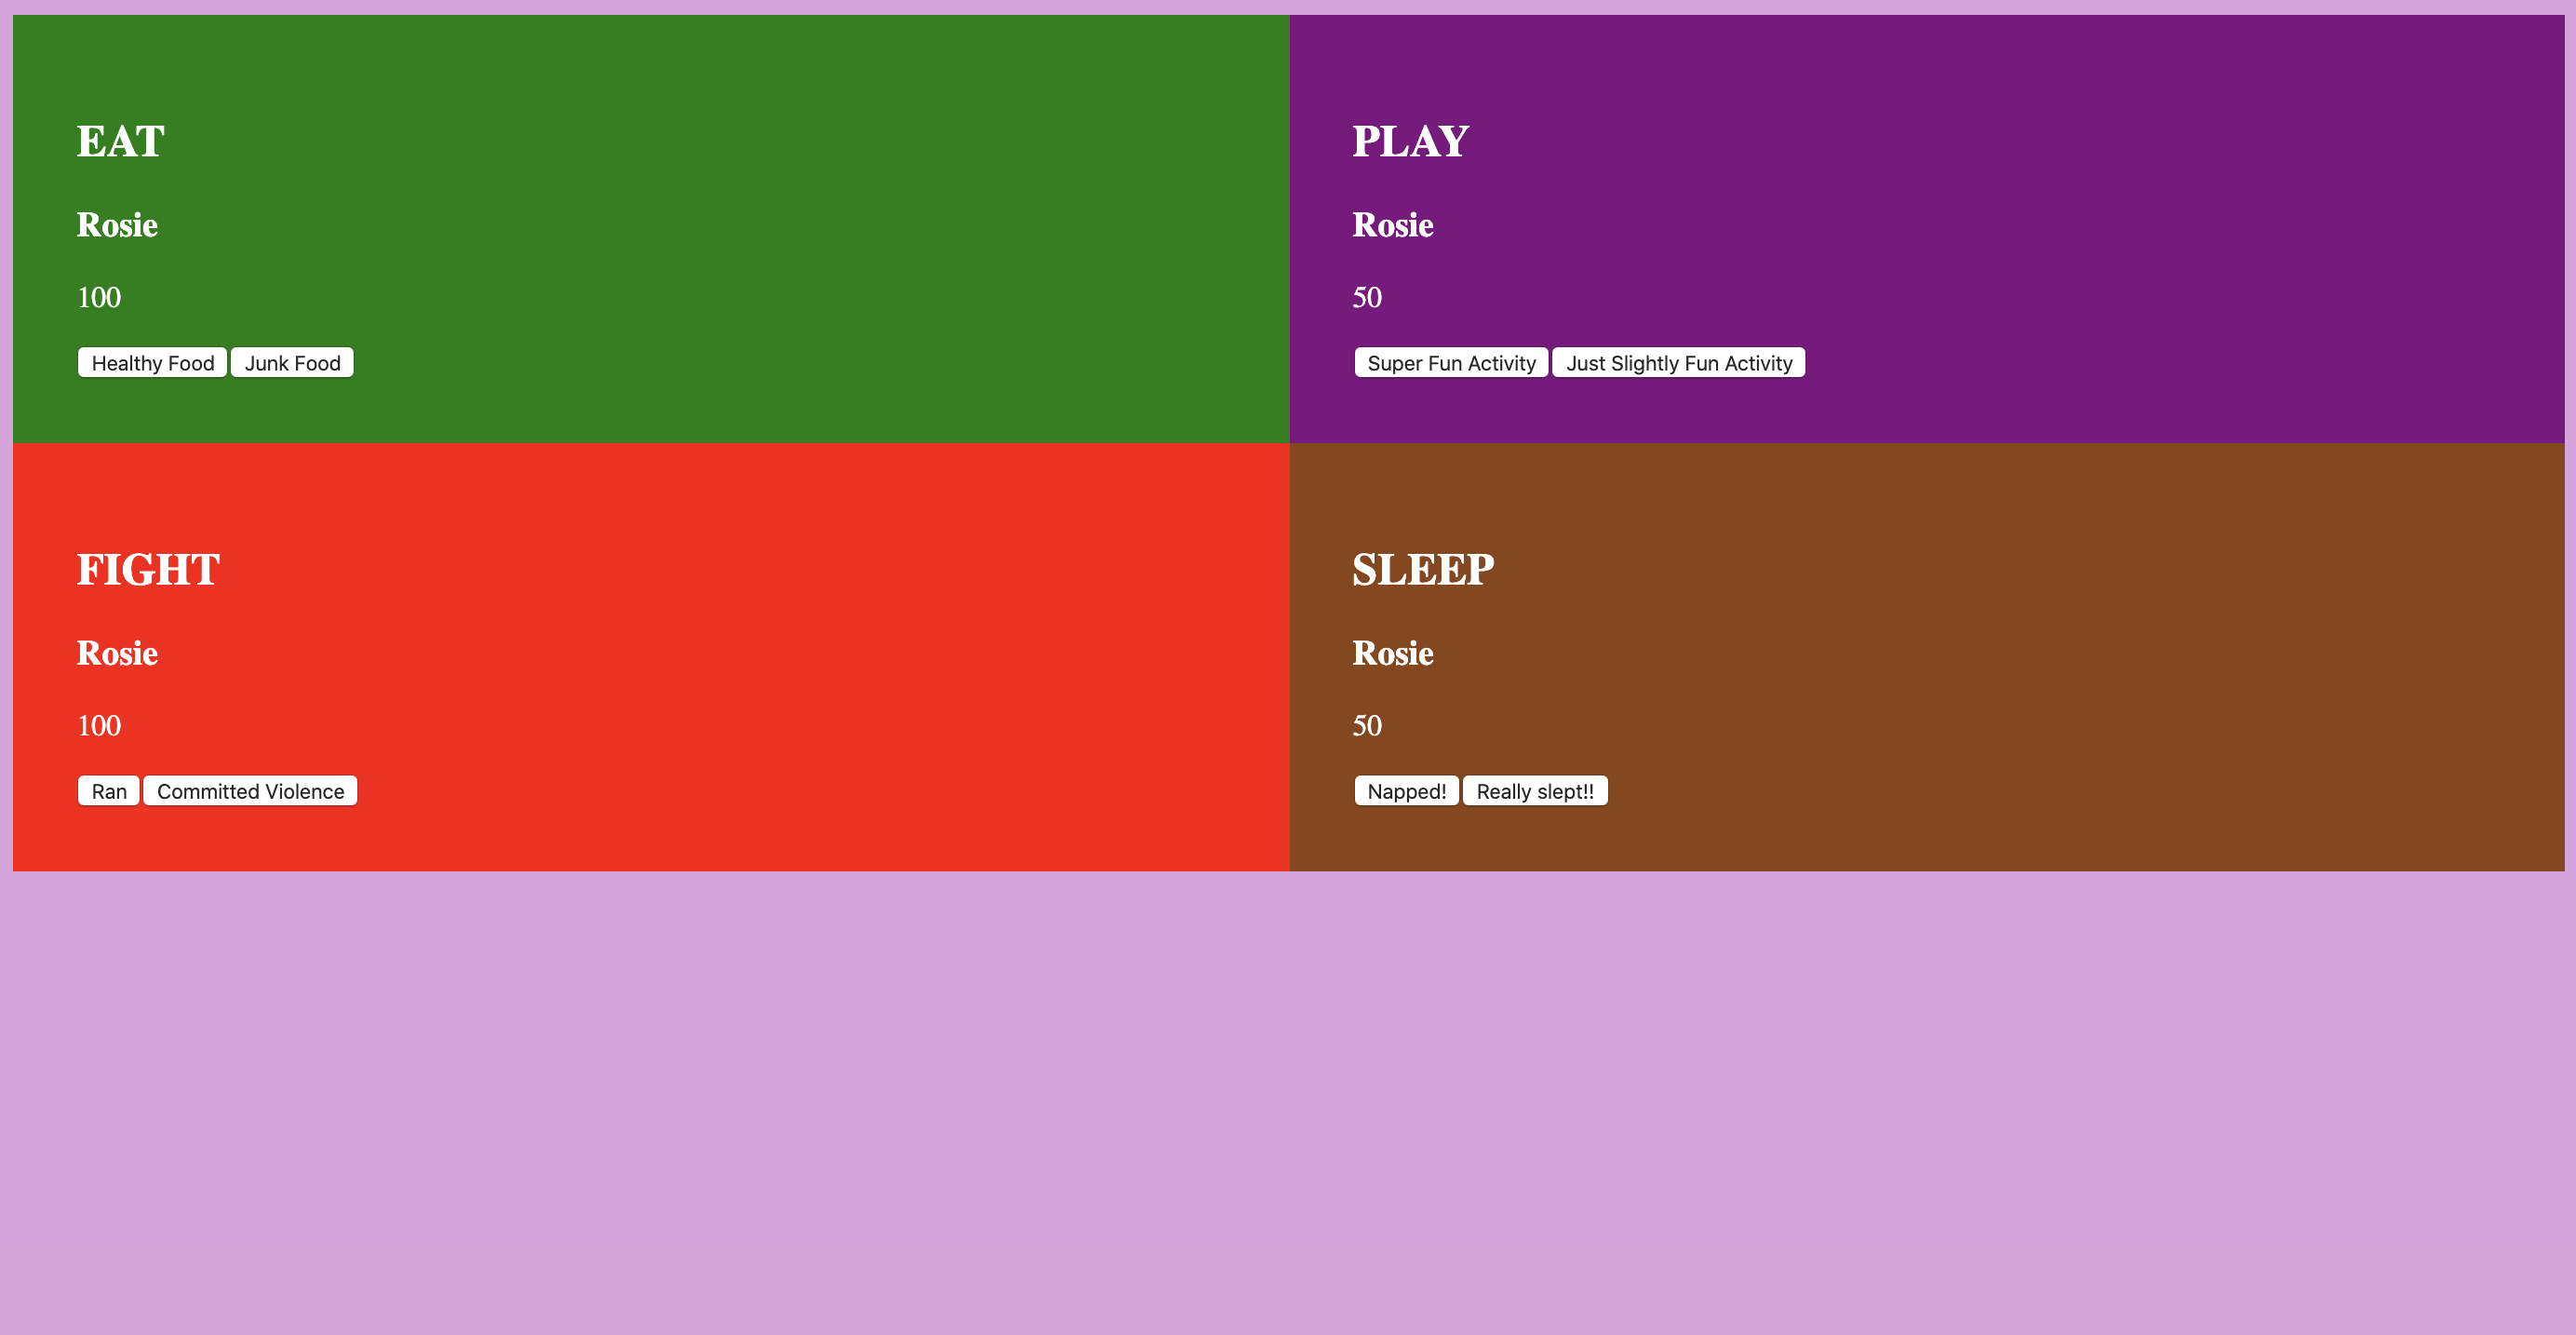 EAT
Rosie
100
Healthy Food Junk Food
PLAY
Rosie
50
Super Fun Activity Just Slightly Fun Activity
FIGHT
Rosie
100
Ran Committed Violence
SLEEP
Rosie
50
Napped! Really slept!!